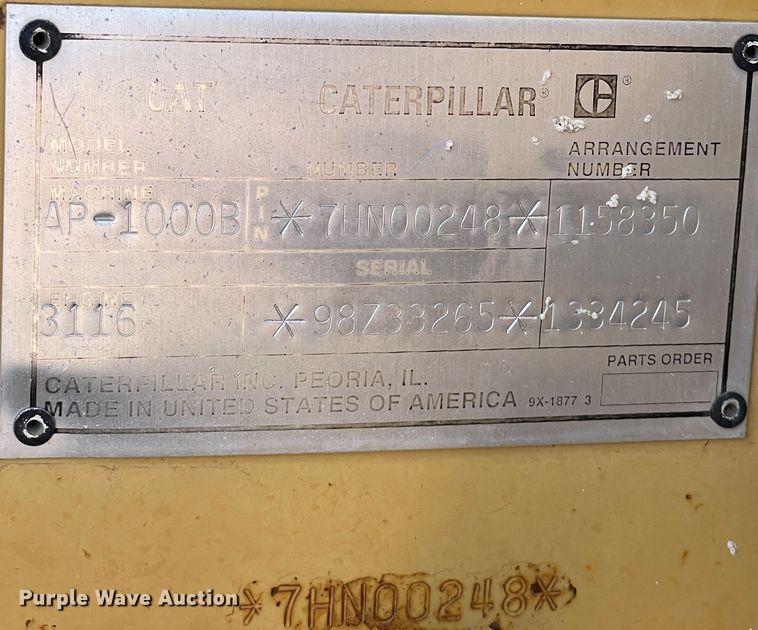 CAT CATERPILLAR® C ®
MODEL NUMBER NUMBER ARRANGEMENT NUMBER
MACHINE AP-1000B PIN *7HN00248* 1158350
SERIAL
ENGINE 3116 *98Z33265* 1334245
CATERPILLAR INC. PEORIA, IL. PARTS ORDER
MADE IN UNITED STATES OF AMERICA 9X-1877 3
*7HN00248*
Purple Wave Auction